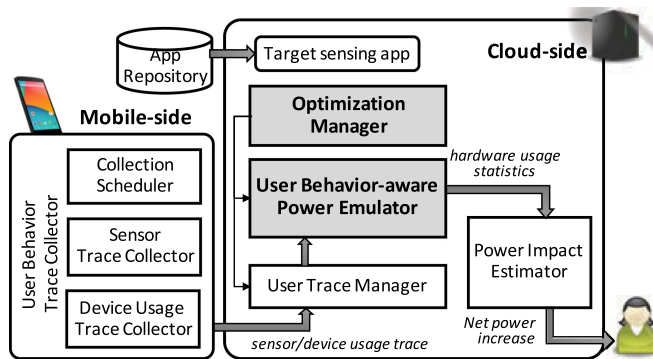 App
Repository
Target sensing app
Cloud-side
Mobile-side
Optimization
Manager
hardware usage
statistics
User Behavior-aware
Power Emulator
User Behavior
Trace Collector
Collection
Scheduler
Sensor
Trace Collector
Device Usage
Trace Collector
User Trace Manager
Power Impact
Estimator
sensor/device usage trace
Net power
increase